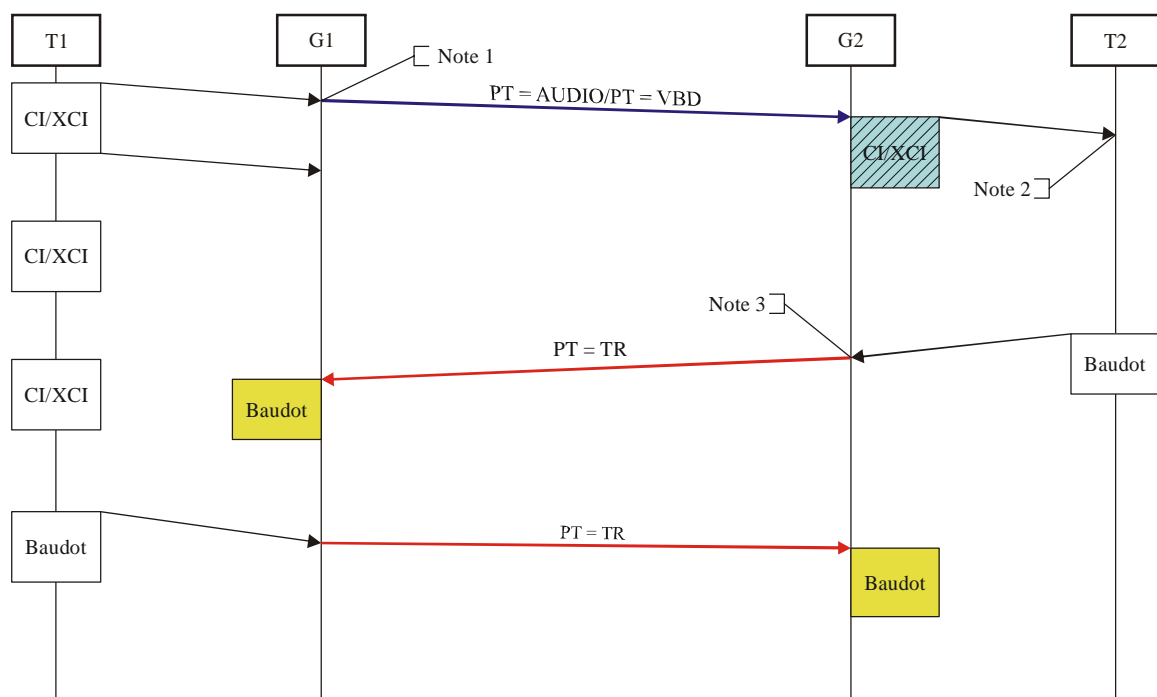 T1
G1
G2
T2
Note 1
PT = AUDIO/PT = VBD
CI/XCI
CI/XCI
Note 2
CI/XCI
Note 3
PT = TR
Baudot
CI/XCI
Baudot
PT = TR
Baudot
Baudot